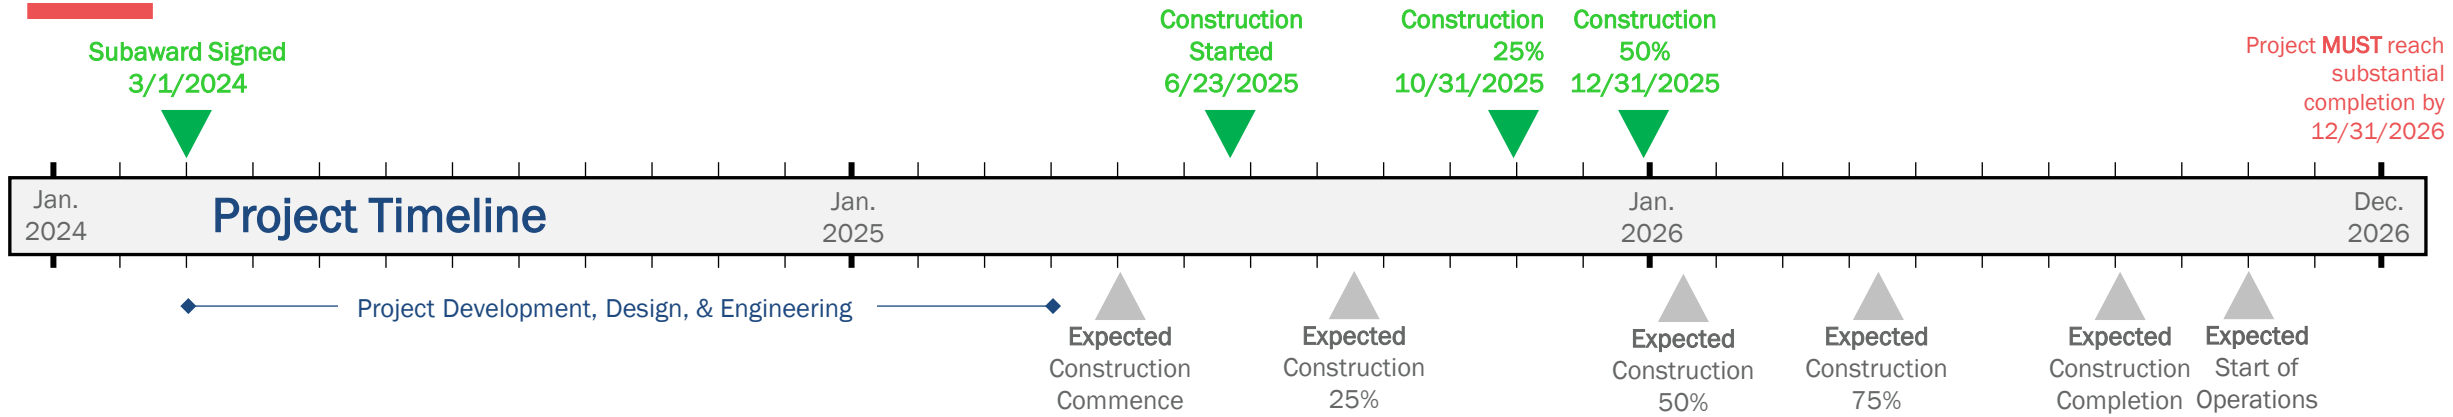 Subaward Signed
3/1/2024
Construction
Started
6/23/2025
Construction
25%
10/31/2025
Construction
50%
12/31/2025
Project MUST reach
substantial
completion by
12/31/2026
Jan.
2024
Project Timeline
Jan.
2025
Jan.
2026
Dec.
2026
Project Development, Design, & Engineering
Expected
Construction
Commence
Expected
Construction
25%
Expected
Construction
50%
Expected
Construction
75%
Expected
Construction
Completion
Expected
Start of
Operations